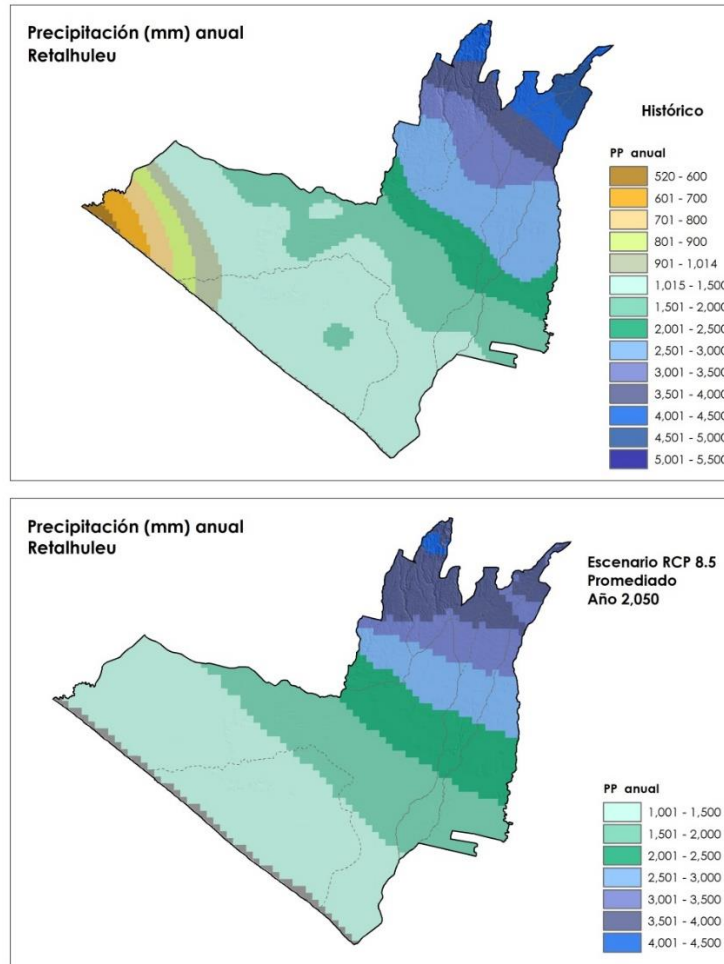 Precipitación (mm) anual
Retalhuleu
Histórico
PP anual
520 - 600
601 - 700
701 - 800
801 - 900
901 - 1,014
1,015 - 1,500
1,501 - 2,000
2,001 - 2,500
2,501 - 3,000
3,001 - 3,500
3,501 - 4,000
4,001 - 4,500
4,501 - 5,000
5,001 - 5,500
Precipitación (mm) anual
Retalhuleu
Escenario RCP 8.5
Promediado
Año 2,050
PP anual
1,001 - 1,500
1,501 - 2,000
2,001 - 2,500
2,501 - 3,000
3,001 - 3,500
3,501 - 4,000
4,001 - 4,500